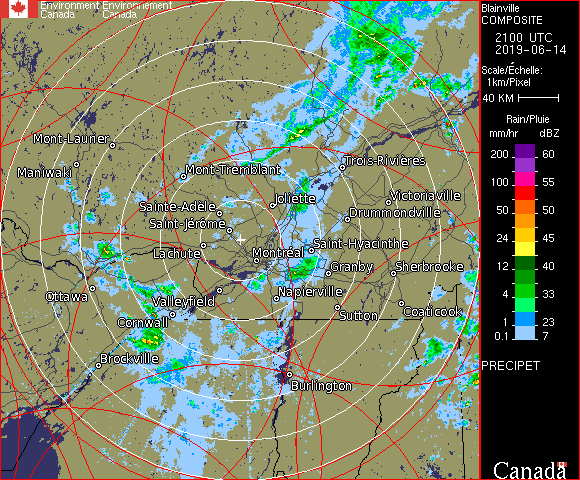 Environment Environnement
Canada Canada
Mont-Laurier
Maniwaki
Mont-Tremblant
Trois-Rivieres
Sainte-Adele
Joliette
Victoriaville
Drummondville
Saint-Jérôme
Lachute
Montréal
Saint-Hyacinthe
Granby
Sherbrooke
Ottawa
Valleyfield
Napierville
Cornwall
Sutton
Coaticook
Brockville
Burlington
Blainville
COMPOSITE
2100 UTC
2019-06-14
Scale/Échelle:
1km/Pixel
40 KM
Rain/Pluie
mm/hr dBZ
200 60
100 55
50 50
24 45
12 40
4 33
1 23
0.1 7
PRECIPET
Canada